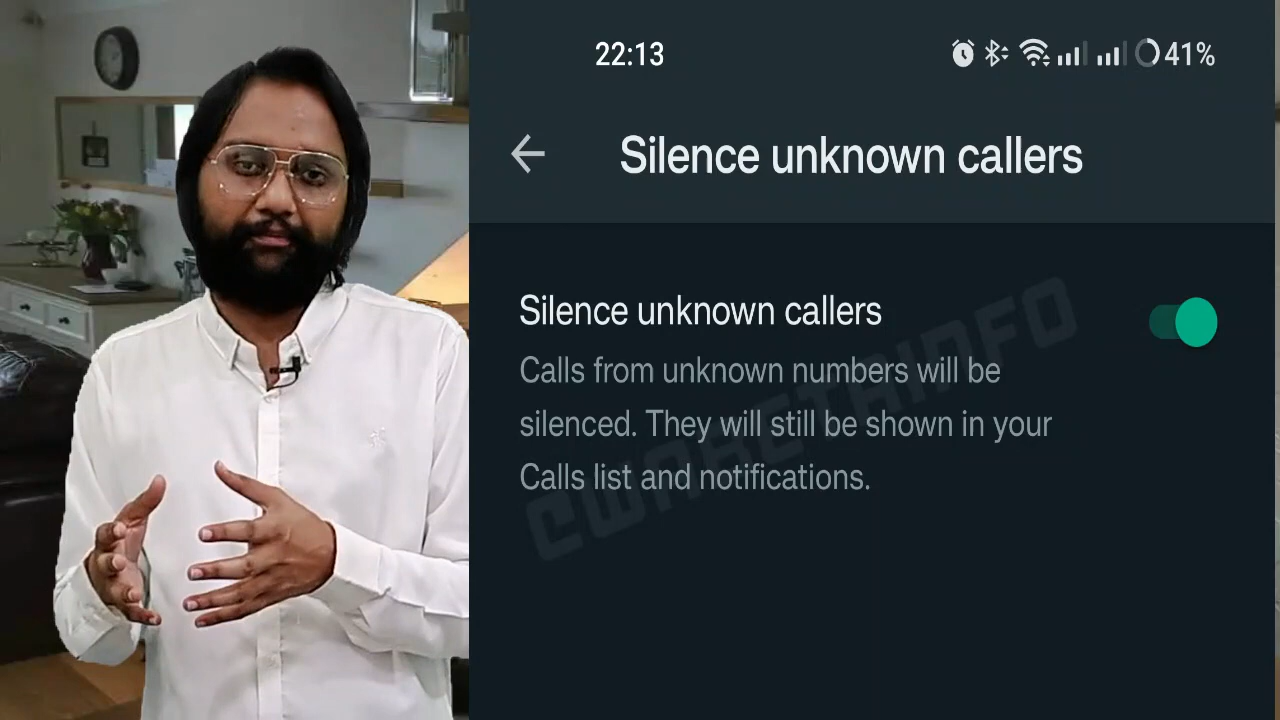 22:13
41%
Silence unknown callers
Silence unknown callers
Calls from unknown numbers will be
silenced. They will still be shown in your
Calls list and notifications.
CWABETAINFO